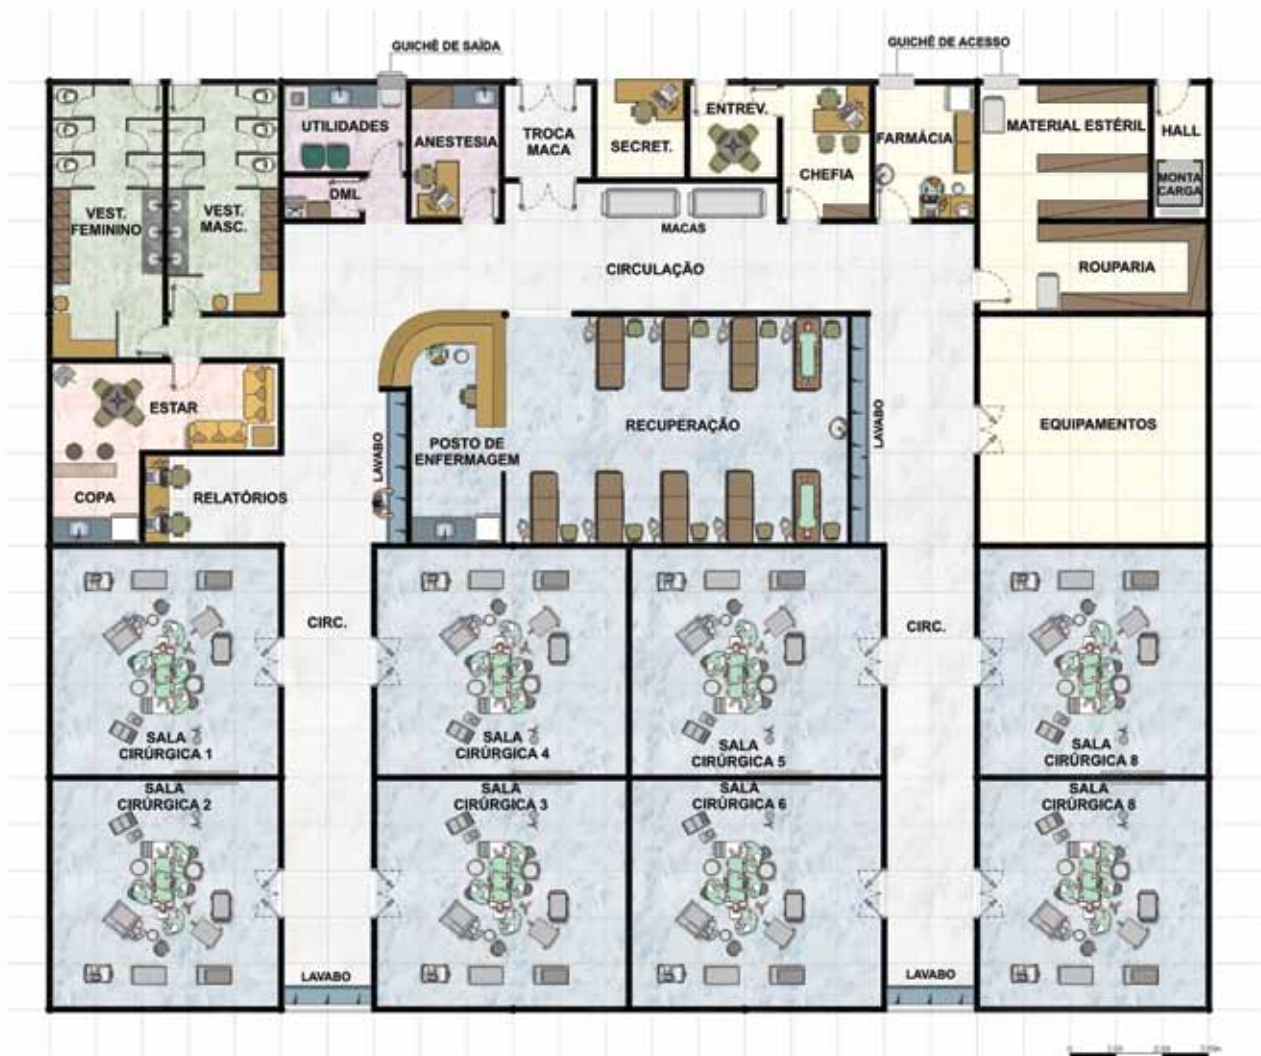 GUICHÊ DE SAÍDA
GUICHÊ DE ACESSO
UTILIDADES
ANESTESIA
TROCA
MACA
SECRET.
ENTREV.
CHEFIA
FARMÁCIA
MATERIAL ESTÉRIL
HALL
MONTA
CARGA
DML
VEST.
FEMININO
VEST.
MASC.
MACAS
CIRCULAÇÃO
ROUPARIA
ESTAR
COPA
RELATÓRIOS
LAVABO
POSTO DE
ENFERMAGEM
RECUPERAÇÃO
LAVABO
EQUIPAMENTOS
CIRC.
CIRC.
SALA
CIRÚRGICA 1
SALA
CIRÚRGICA 4
SALA
CIRÚRGICA 5
SALA
CIRÚRGICA 8
SALA
CIRÚRGICA 2
SALA
CIRÚRGICA 3
SALA
CIRÚRGICA 6
SALA
CIRÚRGICA 8
LAVABO
LAVABO